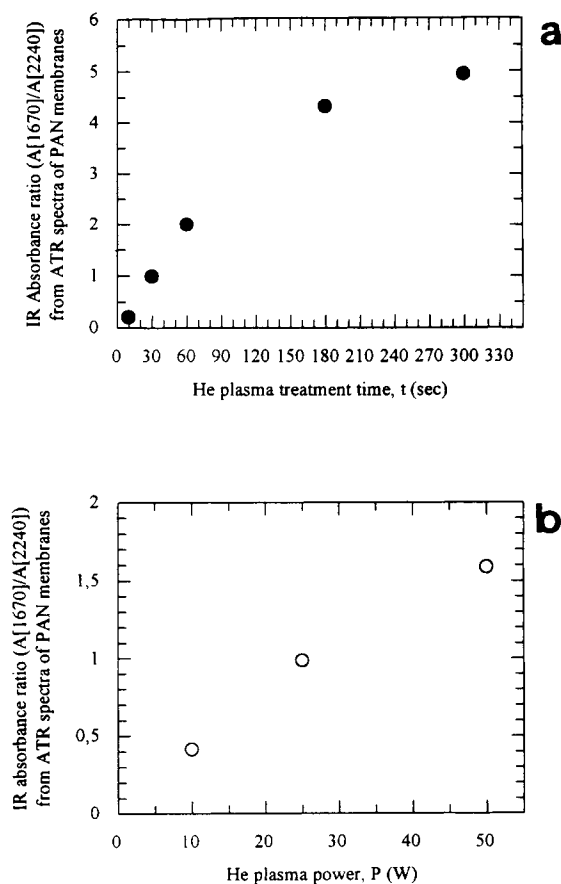 a
6
5
4
3
2
1
0
IR Absorbance ratio (A[1670]/A[2240])
from ATR spectra of PAN membranes
0 30 60 90 120 150 180 210 240 270 300 330
He plasma treatment time, t (sec)
b
2
1,5
1
0,5
0
IR absorbance ratio (A[1670]/A[2240])
from ATR spectra of PAN membranes
0 10 20 30 40 50
He plasma power, P (W)